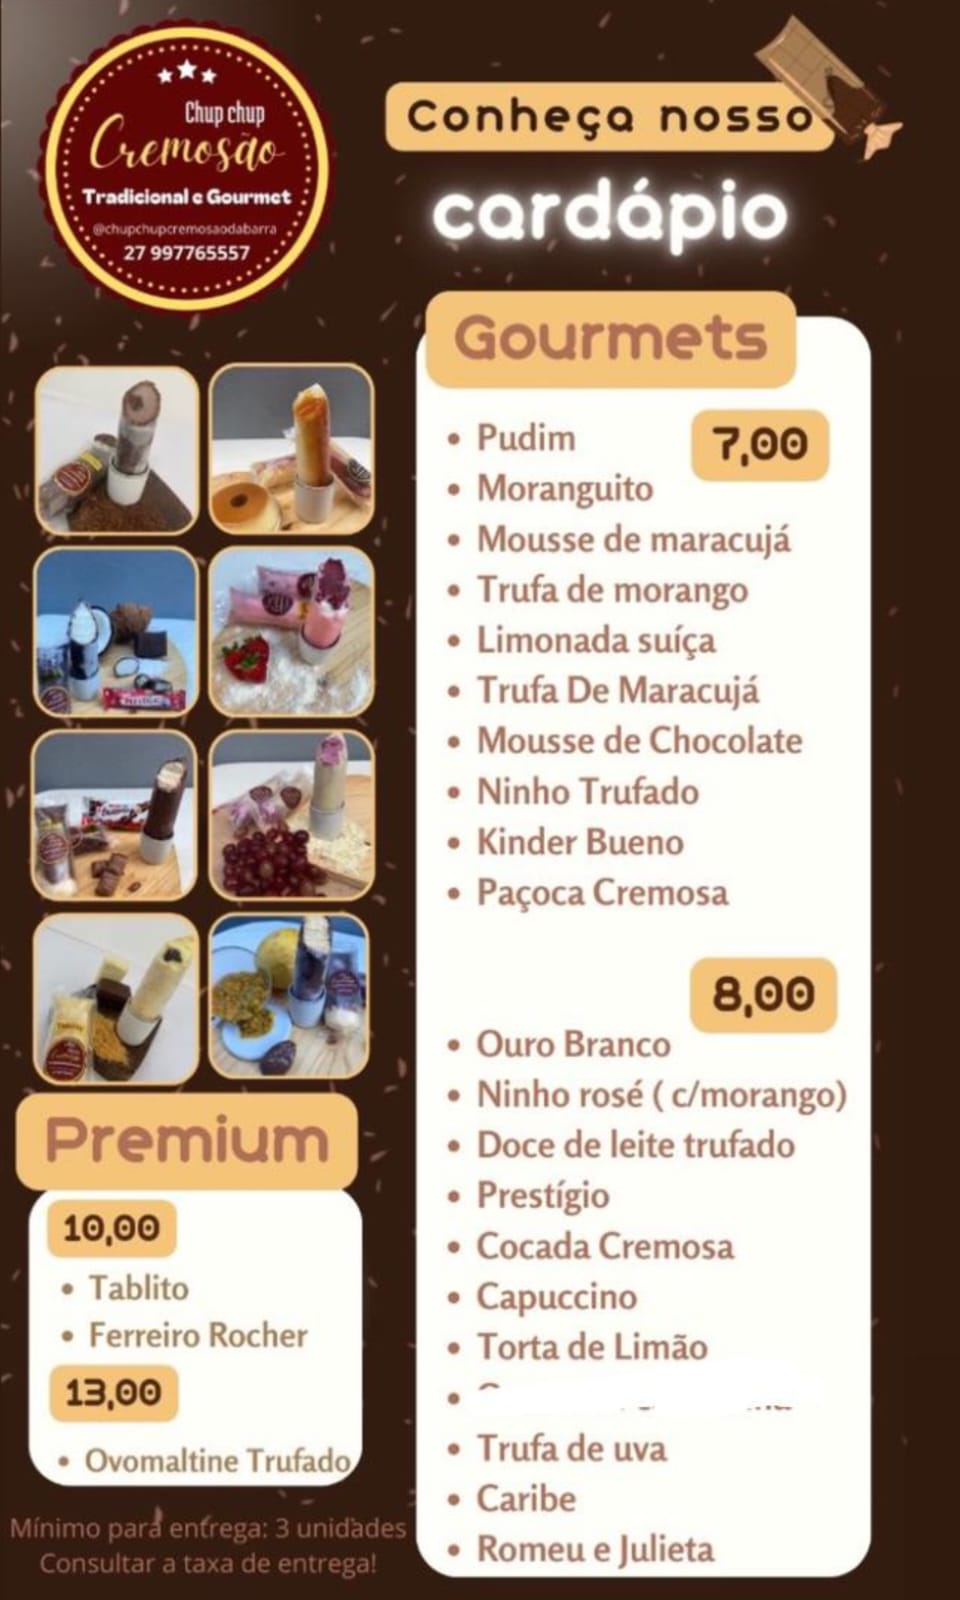 Chup chup
Cremosão
Tradicional e Gourmet
@chupchupcremosaodabarra
27 997765557
Conheça nosso
cardápio
Gourmets
7,00
• Pudim
• Moranguito
• Mousse de maracujá
• Trufa de morango
• Limonada suíça
• Trufa De Maracujá
• Mousse de Chocolate
• Ninho Trufado
• Kinder Bueno
• Paçoca Cremosa
8,00
• Ouro Branco
• Ninho rosé ( c/morango)
• Doce de leite trufado
• Prestígio
• Cocada Cremosa
• Capuccino
• Torta de Limão
• Trufa de uva
• Caribe
• Romeu e Julieta
Premium
10,00
• Tablito
• Ferreiro Rocher
13,00
• Ovomaltine Trufado
Mínimo para entrega: 3 unidades
Consultar a taxa de entrega!